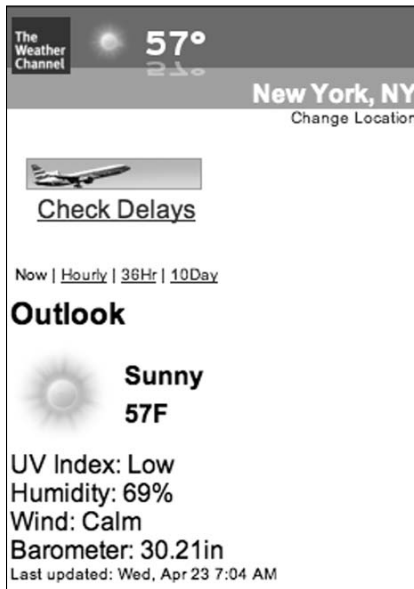 The
Weather
Channel
57°
New York, NY
Change Location
Check Delays
Now | Hourly | 36Hr | 10Day
Outlook
Sunny
57F
UV Index: Low
Humidity: 69%
Wind: Calm
Barometer: 30.21in
Last updated: Wed, Apr 23 7:04 AM